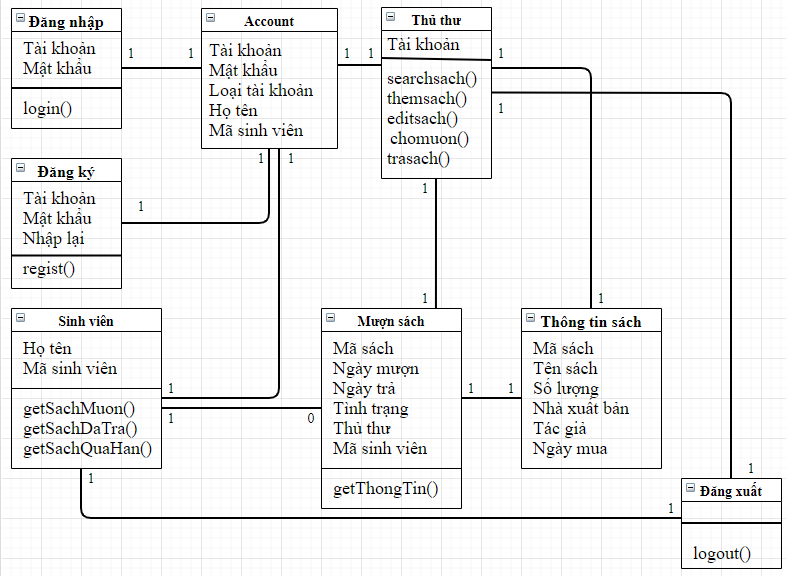 Đăng nhập
Tài khoản
Mật khẩu
login()
1
1
Account
Tài khoản
Mật khẩu
Loại tài khoản
Họ tên
Mã sinh viên
1
1
Thủ thư
Tài khoản
searchsach()
themsach()
editsach()
chomuon()
trasach()
1
1
1
1
1
Đăng ký
Tài khoản
Mật khẩu
Nhập lại
regist()
1
1
1
1
Sinh viên
Họ tên
Mã sinh viên
getSachMuon()
getSachDaTra()
getSachQuaHan()
1
1
0
1
Mượn sách
Mã sách
Ngày mượn
Ngày trả
Tình trạng
Thủ thư
Mã sinh viên
getThongTin()
1
1
Thông tin sách
Mã sách
Tên sách
Số lượng
Nhà xuất bản
Tác giả
Ngày mua
1
1
Đăng xuất
logout()